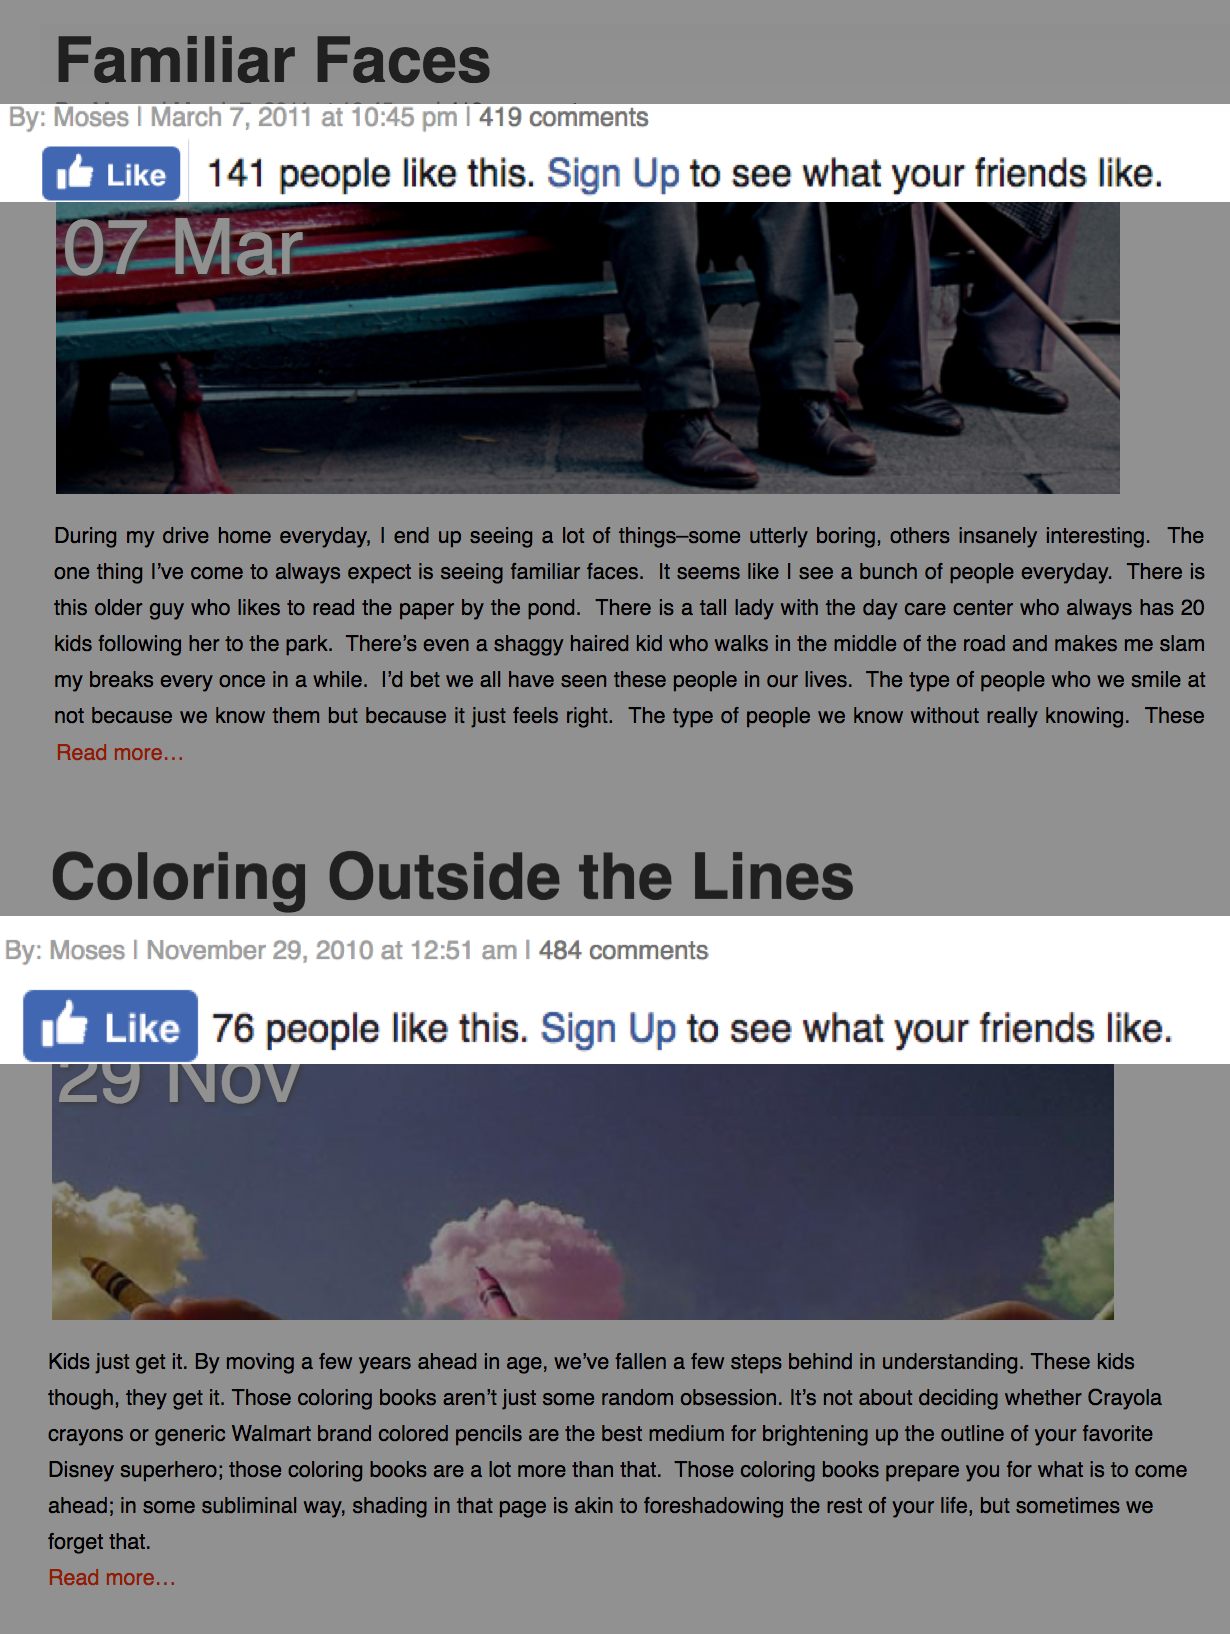 Familiar Faces
By: Moses | March 7, 2011 at 10:45 pm | 419 comments
Like 141 people like this. Sign Up to see what your friends like.
07 Mar
During my drive home everyday, I end up seeing a lot of things–some utterly boring, others insanely interesting.  The
one thing I’ve come to always expect is seeing familiar faces.  It seems like I see a bunch of people everyday.  There is
this older guy who likes to read the paper by the pond.  There is a tall lady with the day care center who always has 20
kids following her to the park.  There’s even a shaggy haired kid who walks in the middle of the road and makes me slam
my breaks every once in a while.  I’d bet we all have seen these people in our lives.  The type of people who we smile at
not because we know them but because it just feels right.  The type of people we know without really knowing.  These
Read more…
Coloring Outside the Lines
By: Moses | November 29, 2010 at 12:51 am | 484 comments
Like 76 people like this. Sign Up to see what your friends like.
29 Nov
Kids just get it. By moving a few years ahead in age, we’ve fallen a few steps behind in understanding. These kids
though, they get it. Those coloring books aren’t just some random obsession. It’s not about deciding whether Crayola
crayons or generic Walmart brand colored pencils are the best medium for brightening up the outline of your favorite
Disney superhero; those coloring books are a lot more than that.  Those coloring books prepare you for what is to come
ahead; in some subliminal way, shading in that page is akin to foreshadowing the rest of your life, but sometimes we
forget that.
Read more…